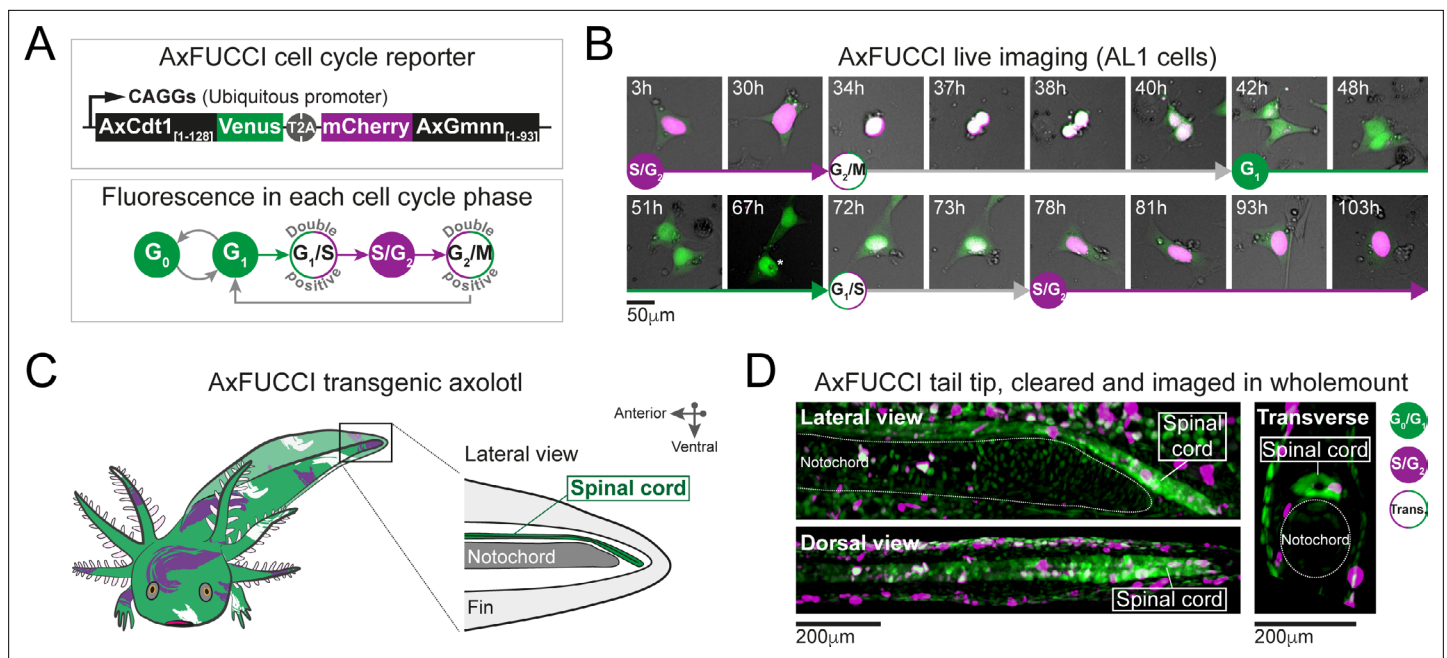 A
AxFUCCI cell cycle reporter
CAGGs (Ubiquitous promoter)
AxCdt1[1-128] Venus T2A mCherry AxGmnn[1-93]
Fluorescence in each cell cycle phase
G0 G1 Double G1/S positive S/G2 Double G2/M positive
B
AxFUCCI live imaging (AL1 cells)
3h 30h 34h 37h 38h 40h 42h 48h
S/G2 G2/M G1
51h 67h * 72h 73h 78h 81h 93h 103h
G1/S S/G2
50μm
C
AxFUCCI transgenic axolotl
Anterior
Ventral
Lateral view
Spinal cord
Notochord
Fin
D
AxFUCCI tail tip, cleared and imaged in wholemount
Lateral view
Spinal
cord
Notochord
Dorsal view
Spinal cord
200μm
Transverse
Spinal cord
Notochord
200μm
G0/G1
S/G2
Trans.